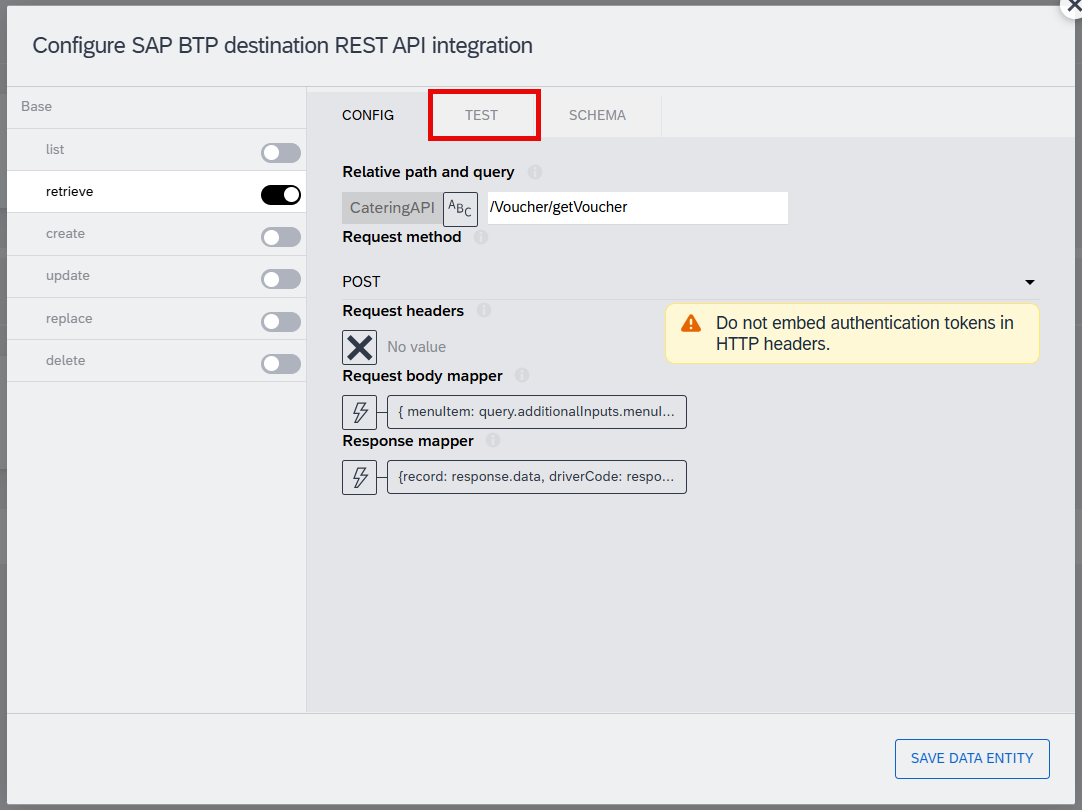 Configure SAP BTP destination REST API integration
Base
list
retrieve
create
update
replace
delete
CONFIG
TEST
SCHEMA
Relative path and query
CateringAPI
ABC
/Voucher/getVoucher
Request method
POST
Request headers
No value
Do not embed authentication tokens in
HTTP headers.
Request body mapper
{ menuItem: query.additionalInputs.menuI...
Response mapper
{record: response.data, driverCode: respo...
SAVE DATA ENTITY